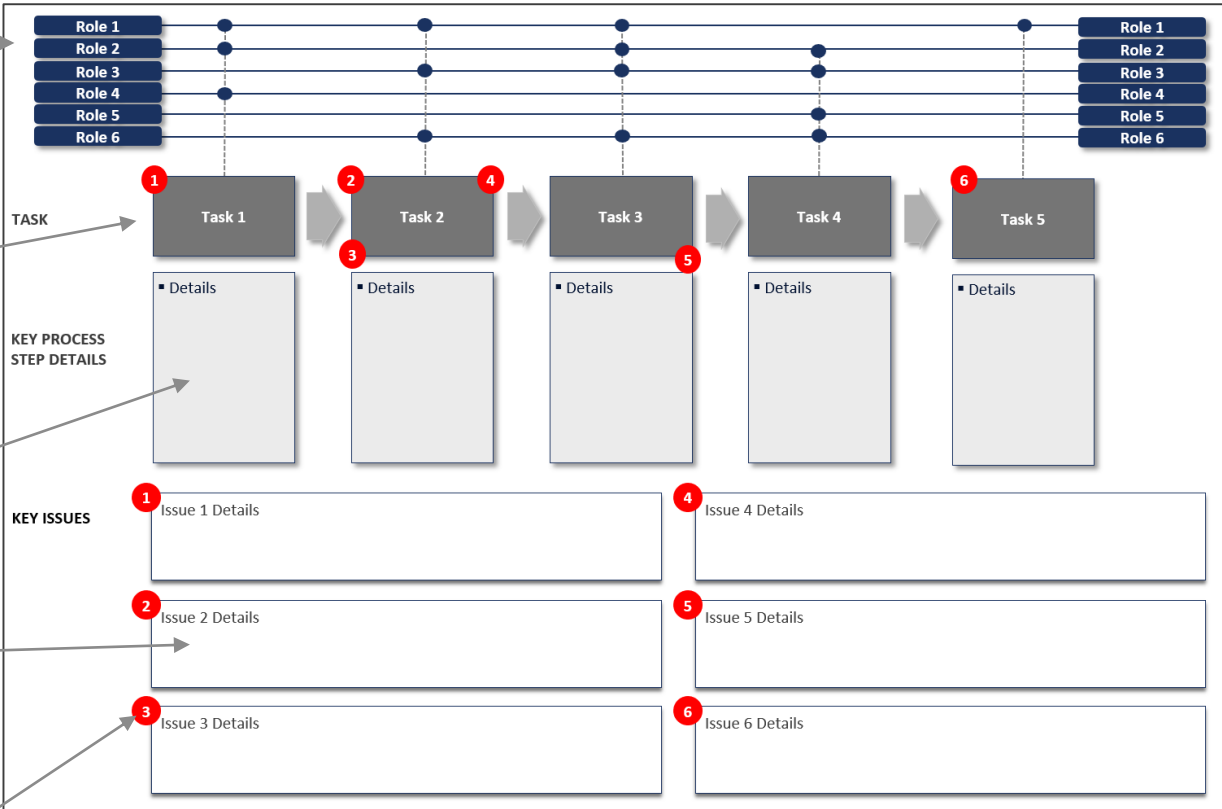 Role 1
Role 1
Role 2
Role 2
Role 3
Role 3
Role 4
Role 4
Role 5
Role 5
Role 6
Role 6
1
2
4
6
TASK
Task 1
Task 2
Task 3
Task 4
Task 5
3
5
▪ Details
▪ Details
▪ Details
▪ Details
▪ Details
KEY PROCESS
STEP DETAILS
KEY ISSUES
1
Issue 1 Details
4
Issue 4 Details
2
Issue 2 Details
5
Issue 5 Details
3
Issue 3 Details
6
Issue 6 Details